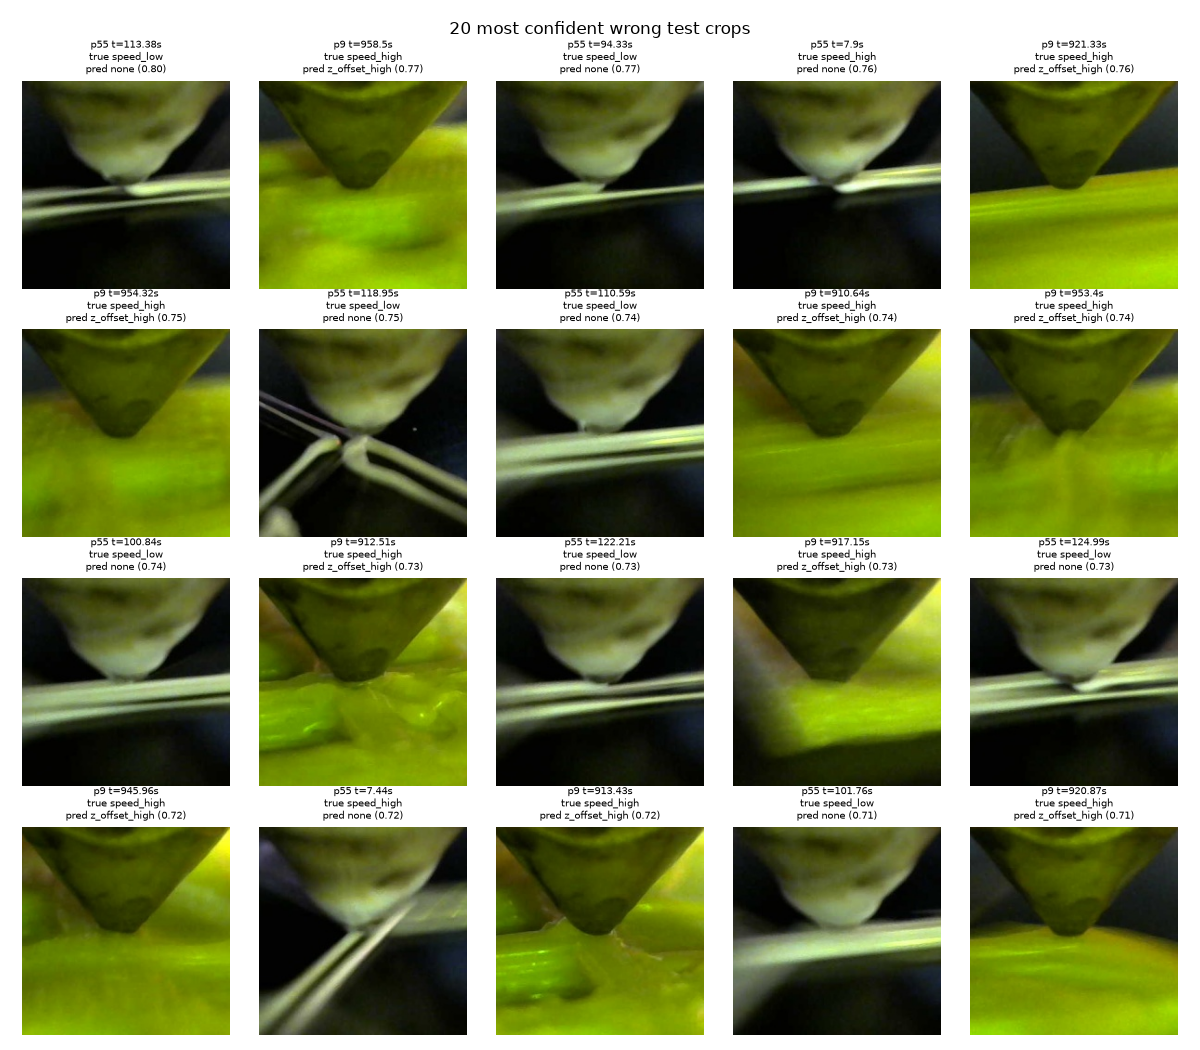 20 most confident wrong test crops
p55 t=113.38s
true speed_low
pred none (0.80)
p9 t=958.5s
true speed_high
pred z_offset_high (0.77)
p55 t=94.33s
true speed_low
pred none (0.77)
p55 t=7.9s
true speed_high
pred none (0.76)
p9 t=921.33s
true speed_high
pred z_offset_high (0.76)
p9 t=954.32s
true speed_high
pred z_offset_high (0.75)
p55 t=118.95s
true speed_low
pred none (0.75)
p55 t=110.59s
true speed_low
pred none (0.74)
p9 t=910.64s
true speed_high
pred z_offset_high (0.74)
p9 t=953.4s
true speed_high
pred z_offset_high (0.74)
p55 t=100.84s
true speed_low
pred none (0.74)
p9 t=912.51s
true speed_high
pred z_offset_high (0.73)
p55 t=122.21s
true speed_low
pred none (0.73)
p9 t=917.15s
true speed_high
pred z_offset_high (0.73)
p55 t=124.99s
true speed_low
pred none (0.73)
p9 t=945.96s
true speed_high
pred z_offset_high (0.72)
p55 t=7.44s
true speed_high
pred none (0.72)
p9 t=913.43s
true speed_high
pred z_offset_high (0.72)
p55 t=101.76s
true speed_low
pred none (0.71)
p9 t=920.87s
true speed_high
pred z_offset_high (0.71)